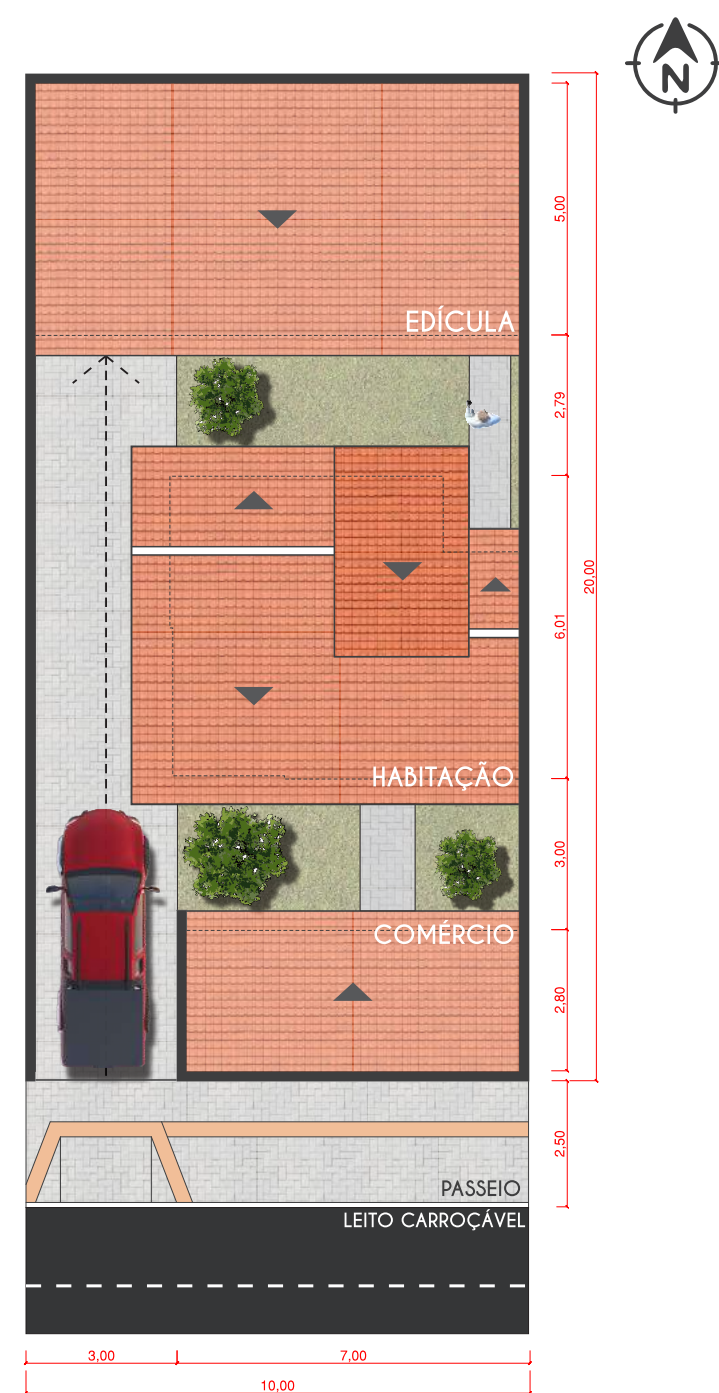 N
5,00
EDÍCULA
2,79
20,00
6,01
HABITAÇÃO
3,00
COMÉRCIO
2,80
2,50
PASSEIO
LEITO CARROÇÁVEL
3,00 7,00
10,00